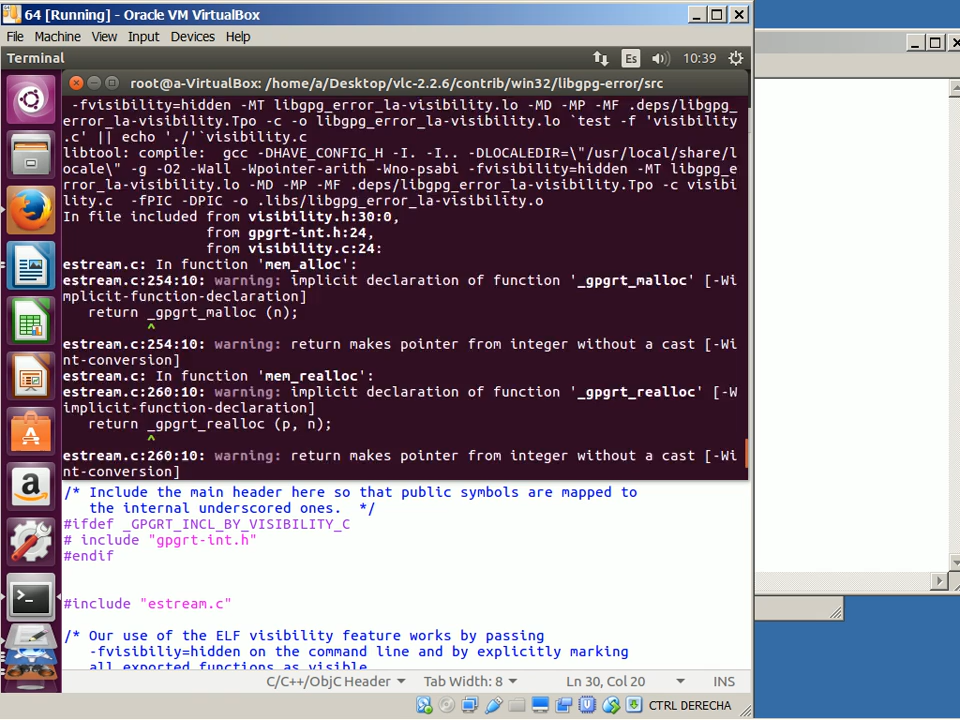 64 [Running] - Oracle VM VirtualBox
File Machine View Input Devices Help
Terminal
Es
10:39
root@a-VirtualBox: /home/a/Desktop/vlc-2.2.6/contrib/win32/libgpg-error/src
-fvisibility=hidden -MT libgpg_error_la-visibility.lo -MD -MP -MF .deps/libgpg_
error_la-visibility.Tpo -c -o libgpg_error_la-visibility.lo `test -f 'visibility
.c' || echo './'`visibility.c
libtool: compile:  gcc -DHAVE_CONFIG_H -I. -I.. -DLOCALEDIR=\"/usr/local/share/l
ocale\" -g -O2 -Wall -Wpointer-arith -Wno-psabi -fvisibility=hidden -MT libgpg_e
rror_la-visibility.lo -MD -MP -MF .deps/libgpg_error_la-visibility.Tpo -c visibi
lity.c  -fPIC -DPIC -o .libs/libgpg_error_la-visibility.o
In file included from visibility.h:30:0,
from gpgrt-int.h:24,
from visibility.c:24:
estream.c: In function 'mem_alloc':
estream.c:254:10: warning: implicit declaration of function '_gpgrt_malloc' [-Wi
mplicit-function-declaration]
return _gpgrt_malloc (n);
^
estream.c:254:10: warning: return makes pointer from integer without a cast [-Wi
nt-conversion]
estream.c: In function 'mem_realloc':
estream.c:260:10: warning: implicit declaration of function '_gpgrt_realloc' [-W
implicit-function-declaration]
return _gpgrt_realloc (p, n);
^
estream.c:260:10: warning: return makes pointer from integer without a cast [-Wi
nt-conversion]
/* Include the main header here so that public symbols are mapped to
the internal underscored ones.  */
#ifdef _GPGRT_INCL_BY_VISIBILITY_C
# include "gpgrt-int.h"
#endif
#include "estream.c"
/* Our use of the ELF visibility feature works by passing
-fvisibiliy=hidden on the command line and by explicitly marking
all exported functions as visible.
C/C++/ObjC Header
Tab Width: 8
Ln 30, Col 20
INS
CTRL DERECHA